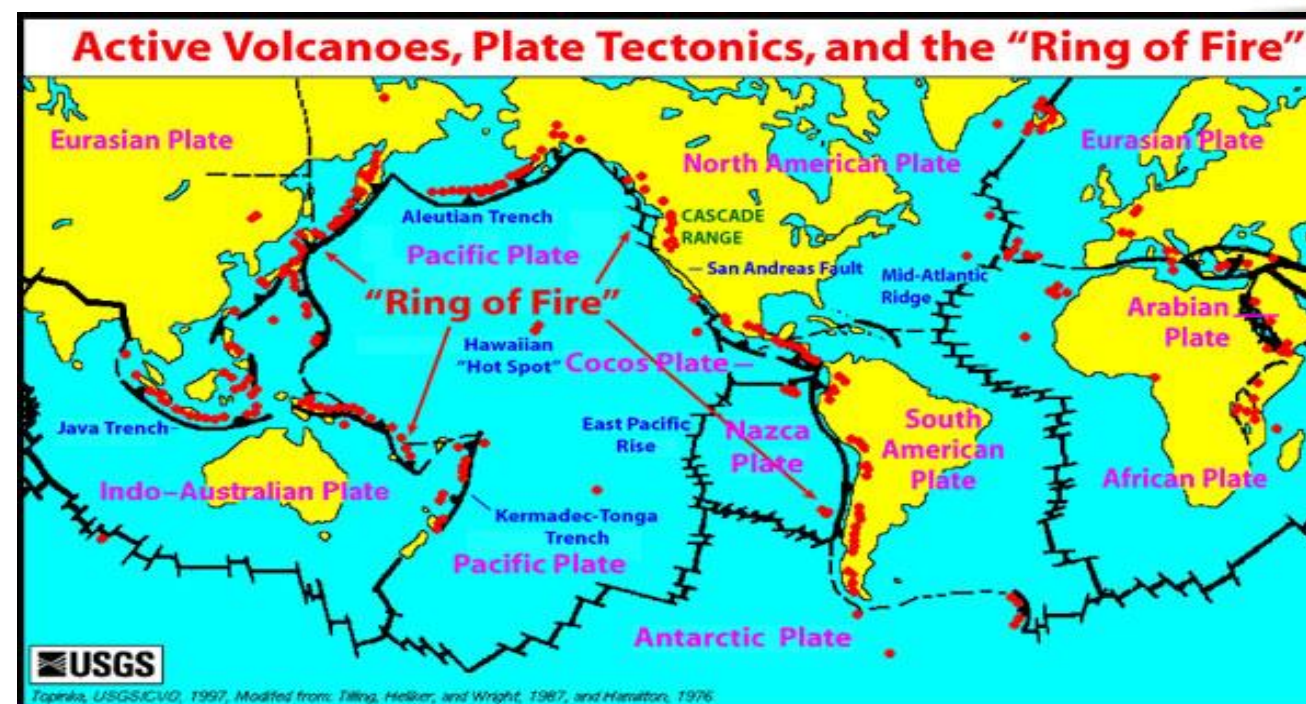 Active Volcanoes, Plate Tectonics, and the “Ring of Fire”
Eurasian Plate
North American Plate
Eurasian Plate
Aleutian Trench
CASCADE
RANGE
Pacific Plate
San Andreas Fault
Mid-Atlantic
Ridge
“Ring of Fire”
Arabian
Plate
Hawaiian
"Hot Spot"
Cocos Plate
Java Trench
East Pacific
Rise
Nazca
Plate
South
American
Plate
Indo-Australian Plate
African Plate
Kermadec-Tonga
Trench
Pacific Plate
Antarctic Plate
USGS
Topinka, USGS/CVO, 1997, Modified from: Tilling, Heliker, and Wright, 1987, and Hamilton, 1976